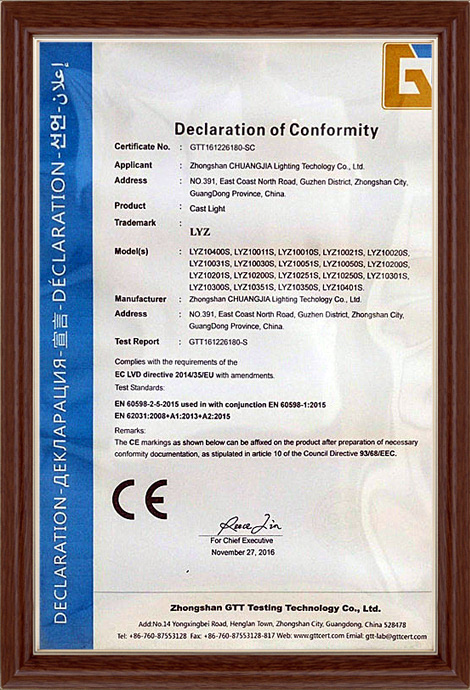 DECLARATION-ДЕКЛАРАЦИЯ-宣言-DÉCLARATION-선언-إعلان
G
Declaration of Conformity
Certificate No. : GTT161226180-SC
Applicant : Zhongshan CHUANGJIA Lighting Techology Co., Ltd.
Address : NO.391, East Coast North Road, Guzhen District, Zhongshan City,
GuangDong Province, China.
Product : Cast Light
Trademark : LYZ
Model(s) : LYZ10400S, LYZ10011S, LYZ10010S, LYZ10021S, LYZ10020S,
LYZ10031S, LYZ10030S, LYZ10051S, LYZ10050S, LYZ10200S,
LYZ10201S, LYZ10200S, LYZ10251S, LYZ10250S, LYZ10301S,
LYZ10300S, LYZ10351S, LYZ10350S, LYZ10401S.
Manufacturer : Zhongshan CHUANGJIA Lighting Techology Co., Ltd.
Address : NO.391, East Coast North Road, Guzhen District, Zhongshan City,
GuangDong Province, China.
Test Report : GTT161226180-S
Complies with the requirements of the
EC LVD directive 2014/35/EU with amendments.
Test Standards:
EN 60598-2-5-2015 used in with conjunction EN 60598-1:2015
EN 62031:2008+A1:2013+A2:2015
Remarks:
The CE markings as shown below can be affixed on the product after preparation of necessary
conformity documentation, as stipulated in article 10 of the Council Directive 93/68/EEC.
CE
For Chief Executive
November 27, 2016
Zhongshan GTT Testing Technology Co., Ltd.
Add:No.14 Yongxingbei Road, Henglan Town, Zhongshan City, Guangdong, China 528478
Tel: +86-760-87553128 Fax: +86-760-87553128-817 Web: www.gttcert.com Emial: gtt-lab@gttcert.com